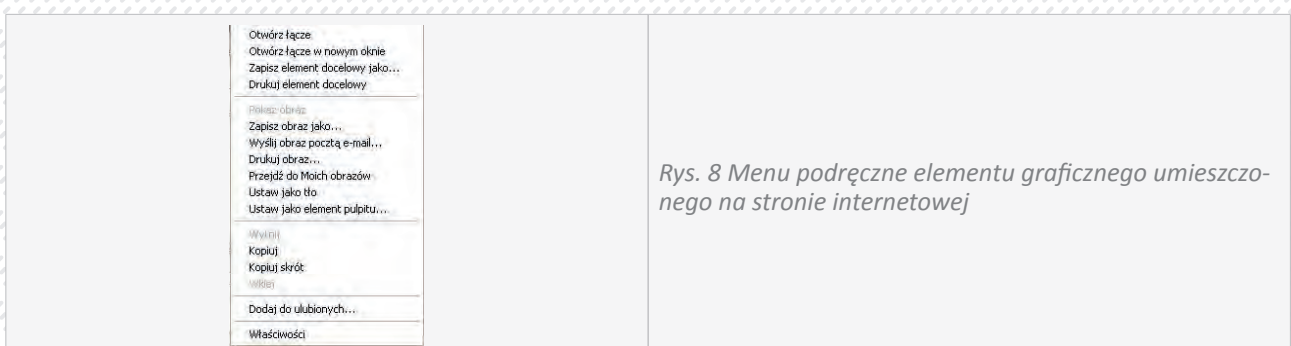 Otwórz łącze
Otwórz łącze w nowym oknie
Zapisz element docelowy jako...
Drukuj element docelowy
Pokaż obraz
Zapisz obraz jako...
Wyślij obraz pocztą e-mail...
Drukuj obraz...
Przejdź do Moich obrazów
Ustaw jako tło
Ustaw jako element pulpitu...
Wytnij
Kopiuj
Kopiuj skrót
Wklej
Dodaj do ulubionych...
Właściwości
Rys. 8 Menu podręczne elementu graficznego umieszczo-
nego na stronie internetowej